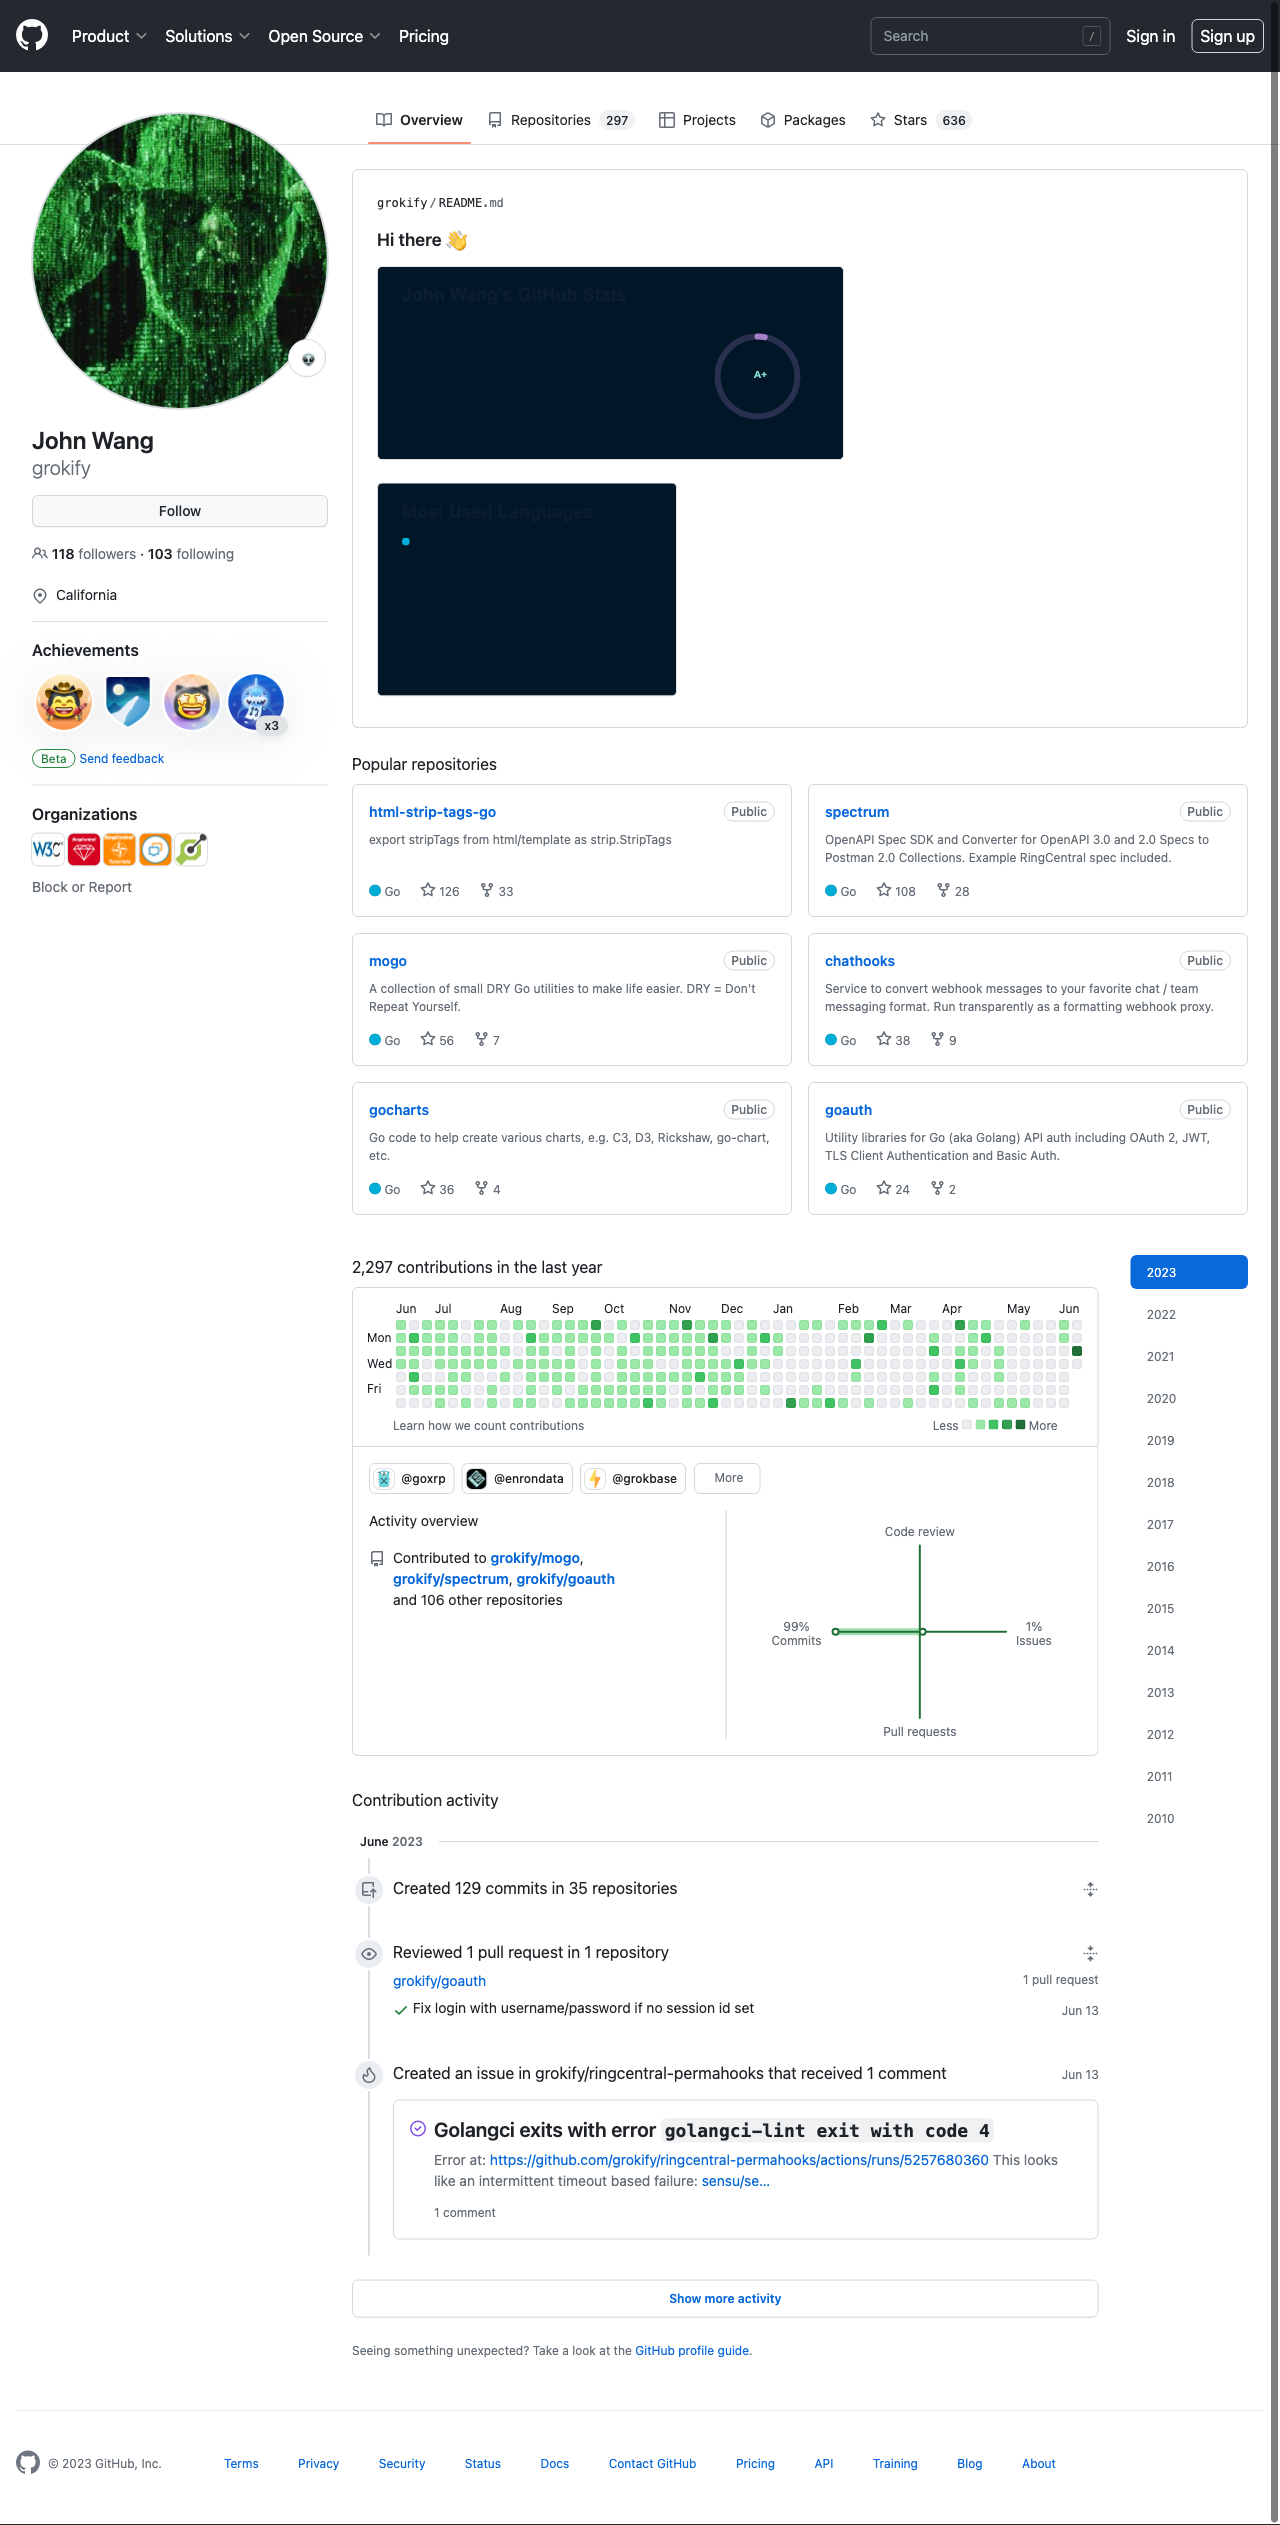 Product
Solutions
Open Source
Pricing
Search
/
Sign in
Sign up
Overview
Repositories 297
Projects
Packages
Stars 636
John Wang
grokify
Follow
118 followers · 103 following
California
Achievements
x3
Beta Send feedback
Organizations
W3C
Block or Report
grokify/README.md
Hi there 👋
John Wang's GitHub Stats
A+
Most Used Languages
Popular repositories
html-strip-tags-go
Public
export stripTags from html/template as strip.StripTags
Go 126 33
spectrum
Public
OpenAPI Spec SDK and Converter for OpenAPI 3.0 and 2.0 Specs to
Postman 2.0 Collections. Example RingCentral spec included.
Go 108 28
mogo
Public
A collection of small DRY Go utilities to make life easier. DRY = Don't
Repeat Yourself.
Go 56 7
chathooks
Public
Service to convert webhook messages to your favorite chat / team
messaging format. Run transparently as a formatting webhook proxy.
Go 38 9
gocharts
Public
Go code to help create various charts, e.g. C3, D3, Rickshaw, go-chart,
etc.
Go 36 4
goauth
Public
Utility libraries for Go (aka Golang) API auth including OAuth 2, JWT,
TLS Client Authentication and Basic Auth.
Go 24 2
2,297 contributions in the last year
Jun Jul Aug Sep Oct Nov Dec Jan Feb Mar Apr May Jun
Mon
Wed
Fri
Learn how we count contributions
Less More
@goxrp
@enrondata
@grokbase
More
Activity overview
Contributed to grokify/mogo,
grokify/spectrum, grokify/goauth
and 106 other repositories
Code review
99%
Commits
1%
Issues
Pull requests
2023
2022
2021
2020
2019
2018
2017
2016
2015
2014
2013
2012
2011
2010
Contribution activity
June 2023
Created 129 commits in 35 repositories
Reviewed 1 pull request in 1 repository
grokify/goauth
1 pull request
Fix login with username/password if no session id set
Jun 13
Created an issue in grokify/ringcentral-permahooks that received 1 comment
Jun 13
Golangci exits with error golangci-lint exit with code 4
Error at: https://github.com/grokify/ringcentral-permahooks/actions/runs/5257680360 This looks
like an intermittent timeout based failure: sensu/se...
1 comment
Show more activity
Seeing something unexpected? Take a look at the GitHub profile guide.
© 2023 GitHub, Inc.
Terms
Privacy
Security
Status
Docs
Contact GitHub
Pricing
API
Training
Blog
About